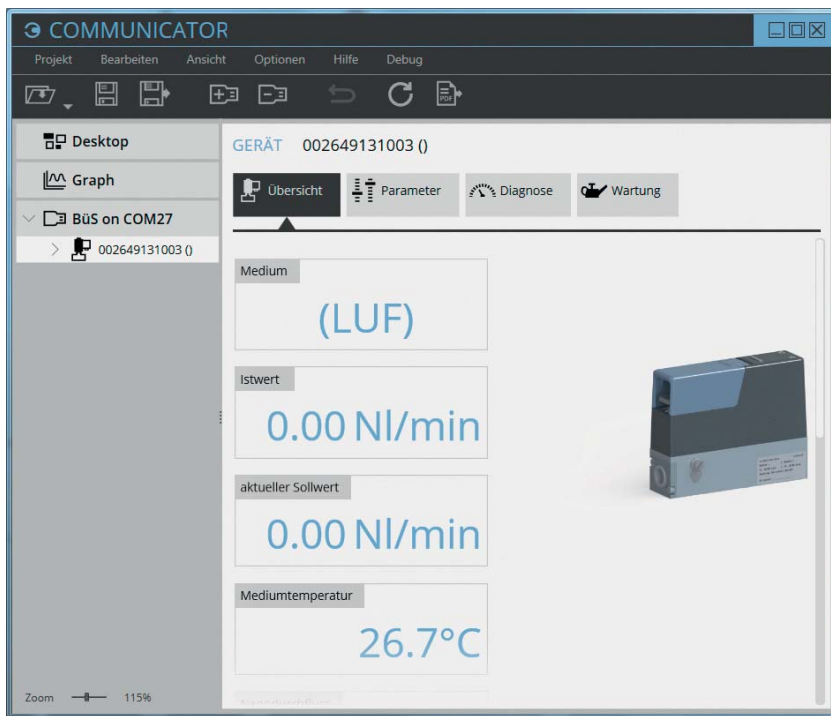 COMMUNICATOR
Projekt Bearbeiten Ansicht Optionen Hilfe Debug
PDF
Desktop
Graph
BüS on COM27
002649131003 ()
GERÄT 002649131003 ()
Übersicht Parameter Diagnose Wartung
Medium
(LUF)
Istwert
0.00 Nl/min
aktueller Sollwert
0.00 Nl/min
Mediumtemperatur
26.7°C
Zoom 115%